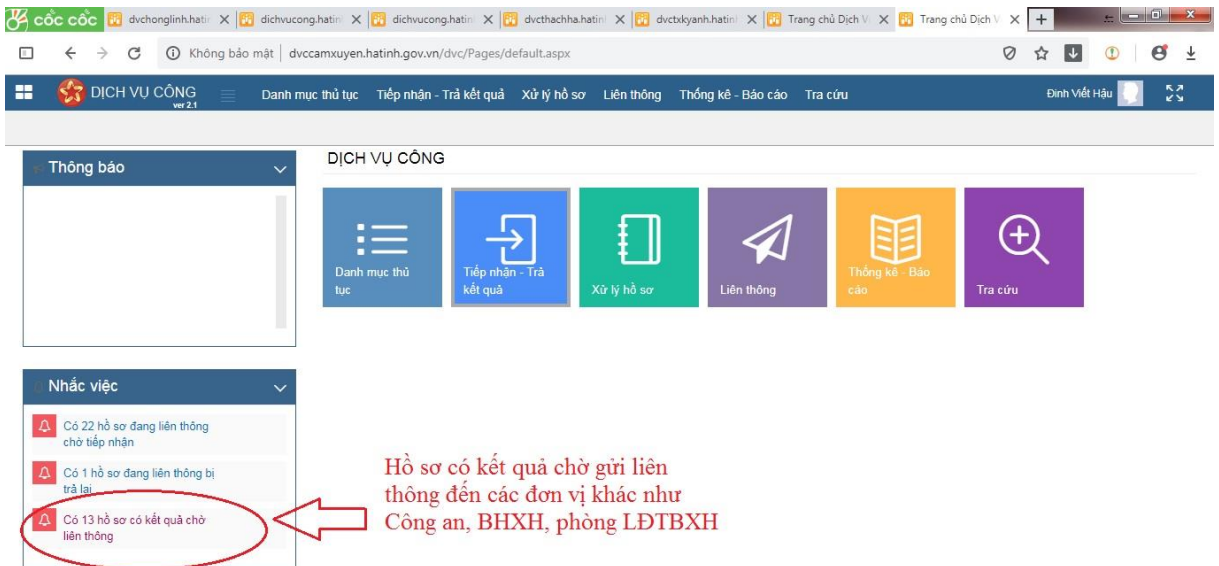 cốc cốc
dvchonglinh.hatin
dichvucong.hatin
dichvucong.hatin
dvcthachha.hatin
dvctxkyanh.hatin
Trang chủ Dịch V
Trang chủ Dịch V
Không bảo mật | dvccamxuyen.hatinh.gov.vn/dvc/Pages/default.aspx
DỊCH VỤ CÔNG
ver 2.1
Danh mục thủ tục Tiếp nhận - Trả kết quả Xử lý hồ sơ Liên thông Thống kê - Báo cáo Tra cứu
Đinh Viết Hậu
Thông báo
DỊCH VỤ CÔNG
Danh mục thủ
tục
Tiếp nhận - Trả
kết quả
Xử lý hồ sơ
Liên thông
Thống kê - Báo
cáo
Tra cứu
Nhắc việc
Có 22 hồ sơ đang liên thông
chờ tiếp nhận
Có 1 hồ sơ đang liên thông bị
trả lại
Có 13 hồ sơ có kết quả chờ
liên thông
Hồ sơ có kết quả chờ gửi liên
thông đến các đơn vị khác như
Công an, BHXH, phòng LĐTBXH